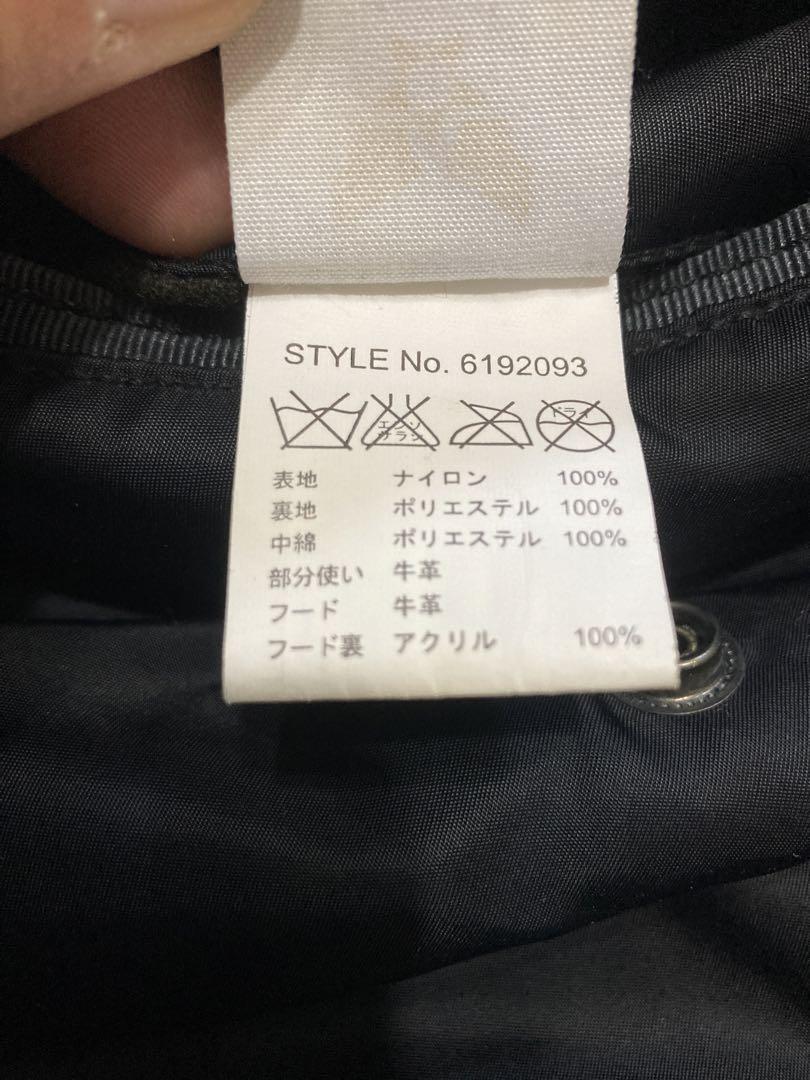 STYLE No. 6192093
エンソ
サラシ
ドライ
表地 ナイロン 100%
裏地 ポリエステル 100%
中綿 ポリエステル 100%
部分使い 牛革
フード 牛革
フード裏 アクリル 100%